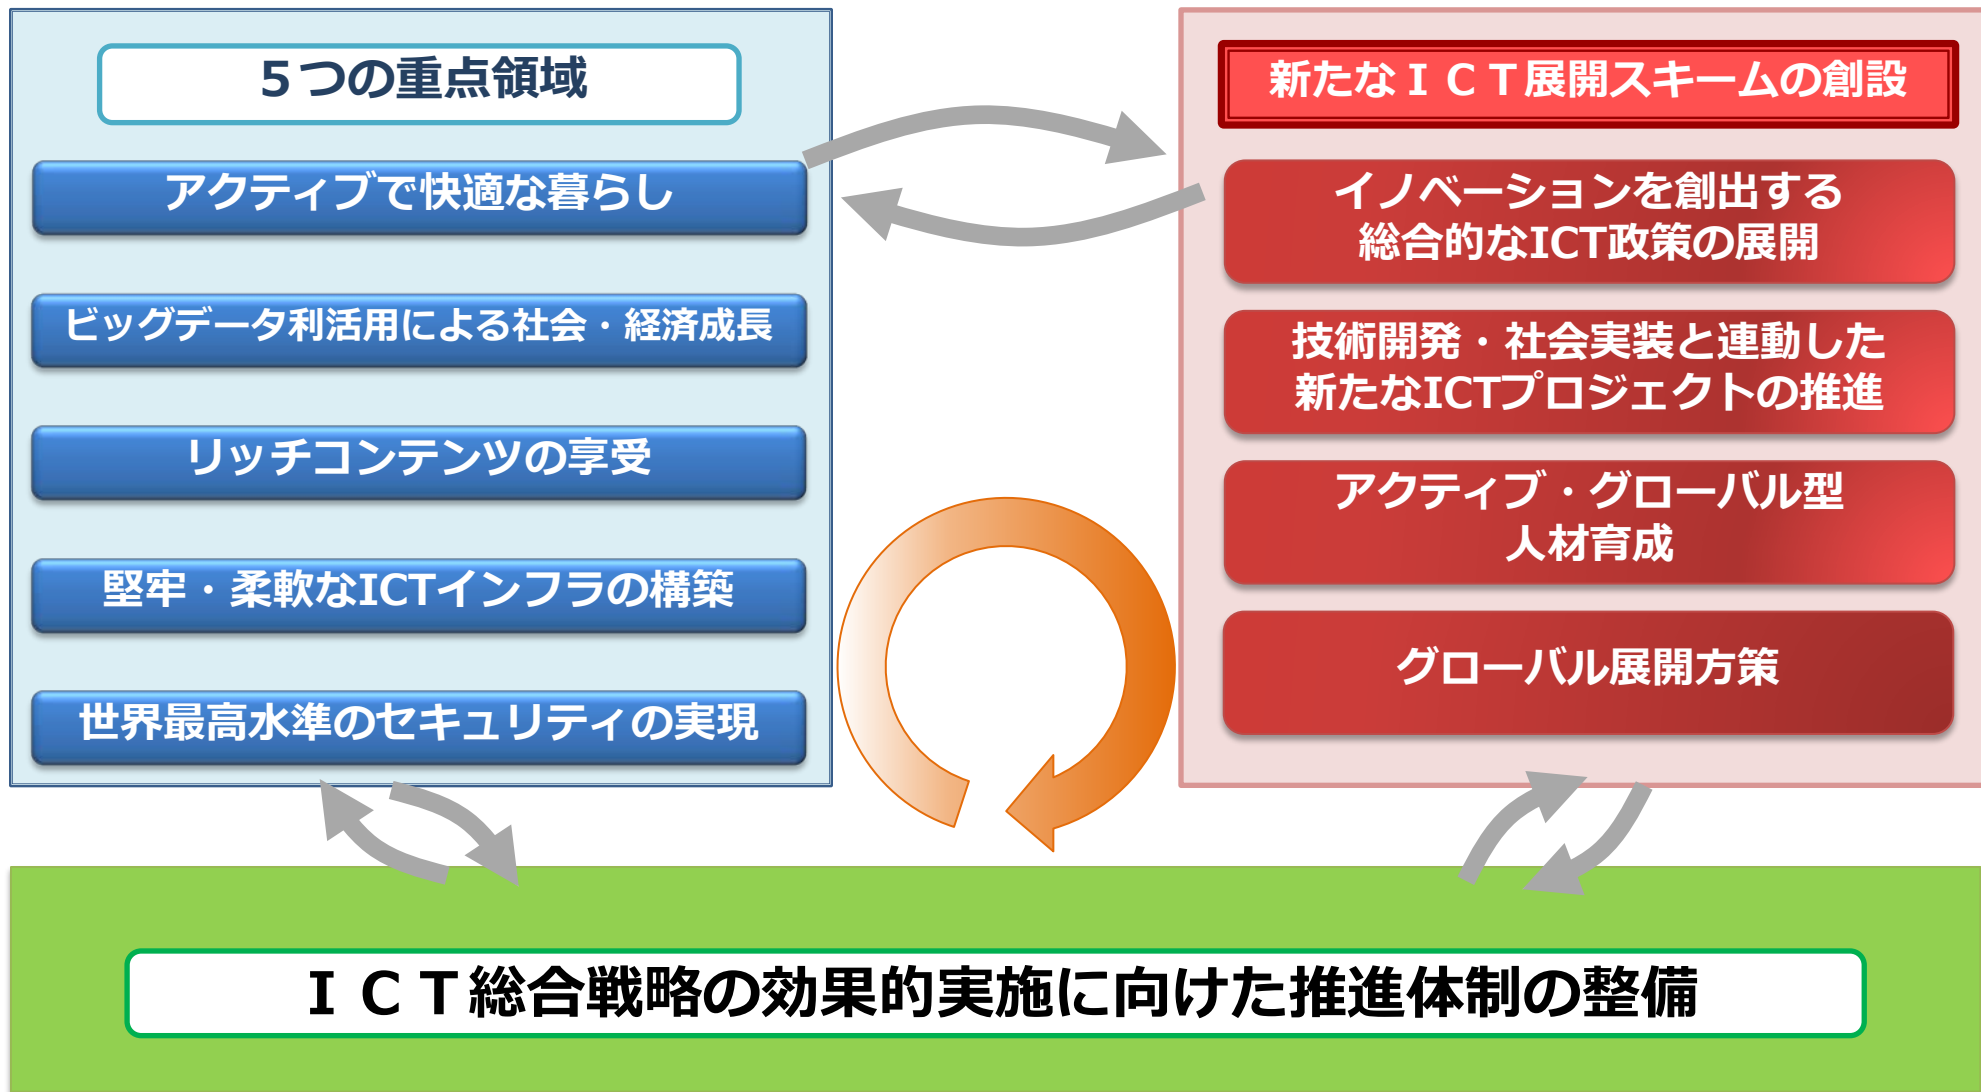 ５つの重点領域
アクティブで快適な暮らし
ビッグデータ利活用による社会・経済成長
リッチコンテンツの享受
堅牢・柔軟なICTインフラの構築
世界最高水準のセキュリティの実現
新たなＩＣＴ展開スキームの創設
イノベーションを創出する
総合的なICT政策の展開
技術開発・社会実装と連動した
新たなICTプロジェクトの推進
アクティブ・グローバル型
人材育成
グローバル展開方策
ＩＣＴ総合戦略の効果的実施に向けた推進体制の整備